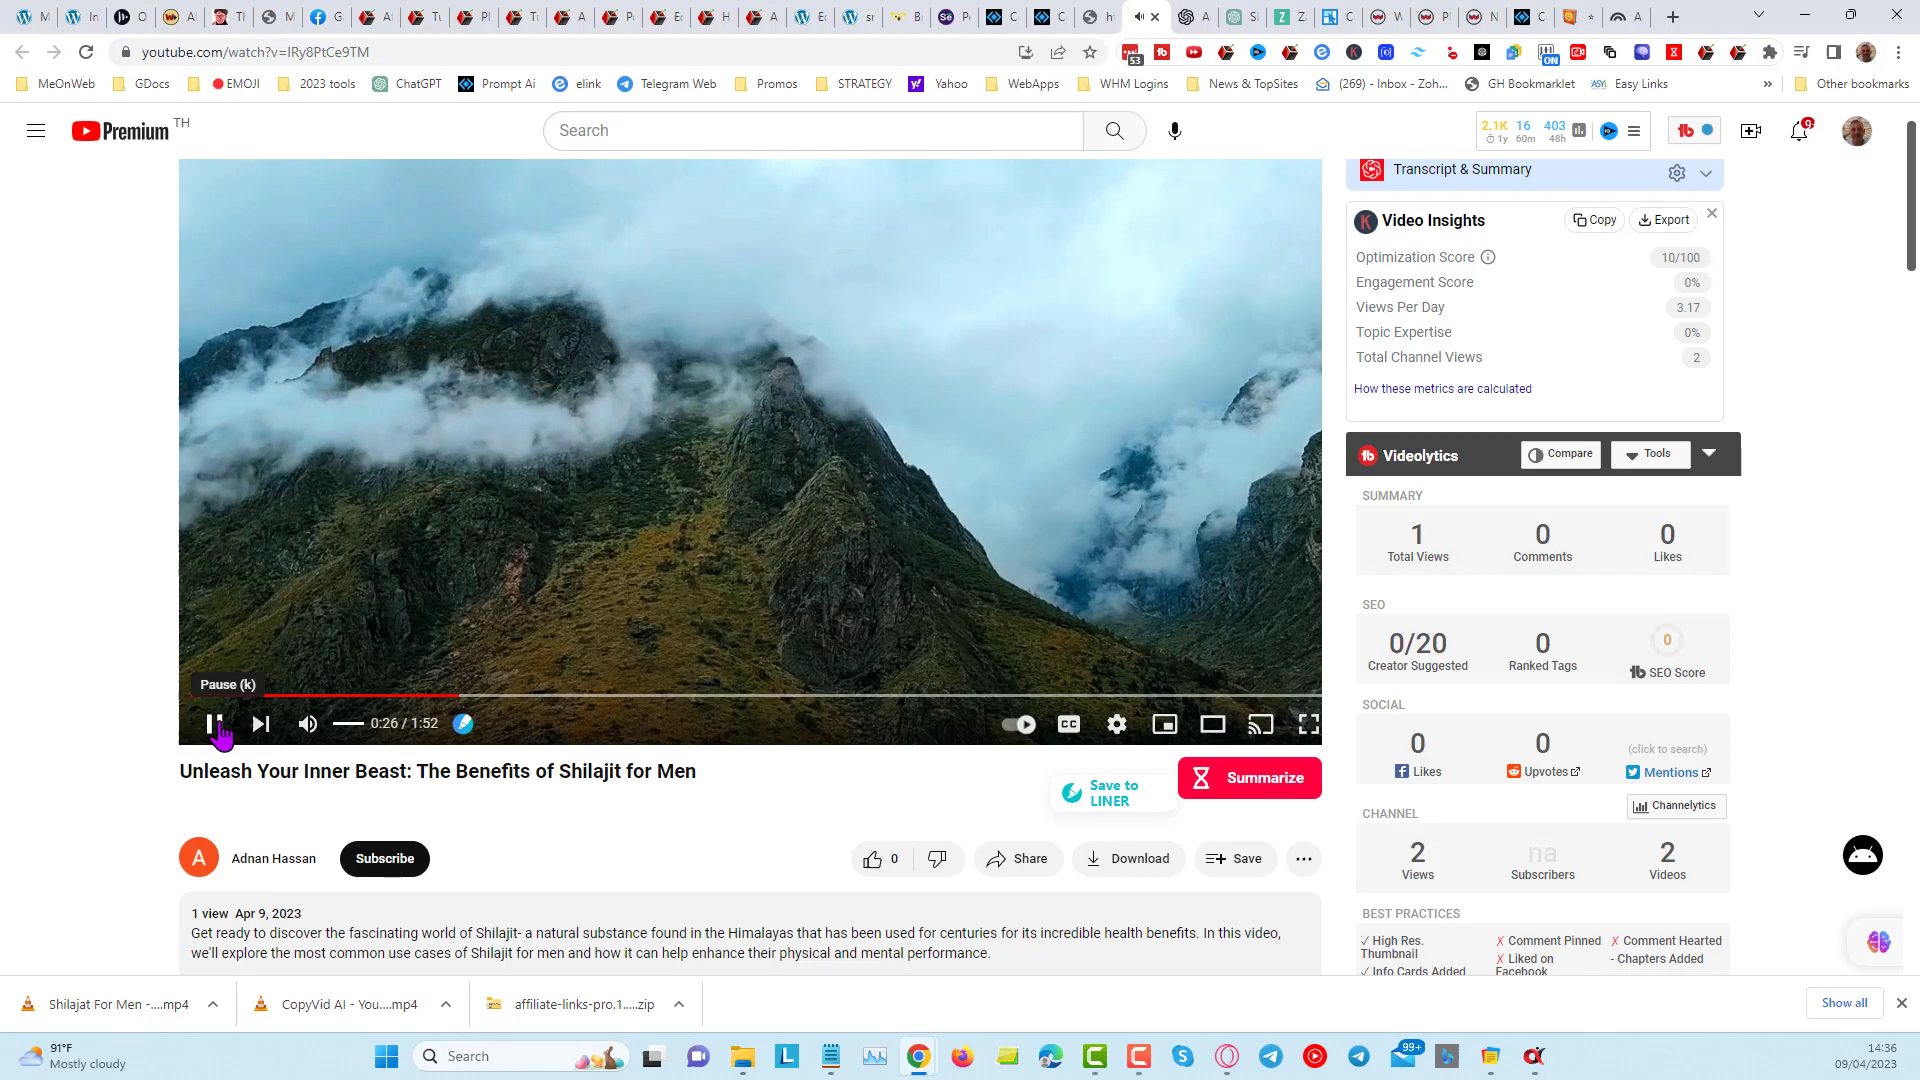 youtube.com/watch?v=IRy8PtCe9TM
53
ON
MeOnWeb
GDocs
EMOJI
2023 tools
ChatGPT
Prompt Ai
elink
Telegram Web
Promos
STRATEGY
Yahoo
WebApps
WHM Logins
News & TopSites
(269) - Inbox - Zoh...
GH Bookmarklet
Easy Links
»
Other bookmarks
Premium TH
Search
2.1K 16 403
1y 60m 48h
9
Transcript & Summary
Video Insights
Copy
Export
Optimization Score
10/100
Engagement Score
0%
Views Per Day
3.17
Topic Expertise
0%
Total Channel Views
2
How these metrics are calculated
Videolytics
Compare
Tools
SUMMARY
1 0 0
Total Views Comments Likes
SEO
0/20 0 0
Creator Suggested Ranked Tags SEO Score
SOCIAL
0 0 (click to search)
Likes Upvotes Mentions
Channelytics
CHANNEL
2 na 2
Views Subscribers Videos
BEST PRACTICES
✓ High Res. Thumbnail
✗ Comment Pinned
✗ Comment Hearted
✗ Liked on Facebook
- Chapters Added
✓ Info Cards Added
Pause (k)
0:26 / 1:52
CC
Unleash Your Inner Beast: The Benefits of Shilajit for Men
Save to
LINER
Summarize
A
Adnan Hassan
Subscribe
0
Share
Download
Save
1 view Apr 9, 2023
Get ready to discover the fascinating world of Shilajit- a natural substance found in the Himalayas that has been used for centuries for its incredible health benefits. In this video,
we'll explore the most common use cases of Shilajit for men and how it can help enhance their physical and mental performance.
Shilajat For Men -....mp4
CopyVid AI - You....mp4
affiliate-links-pro.1.....zip
Show all
91°F
Mostly cloudy
Search
99+
14:36
09/04/2023